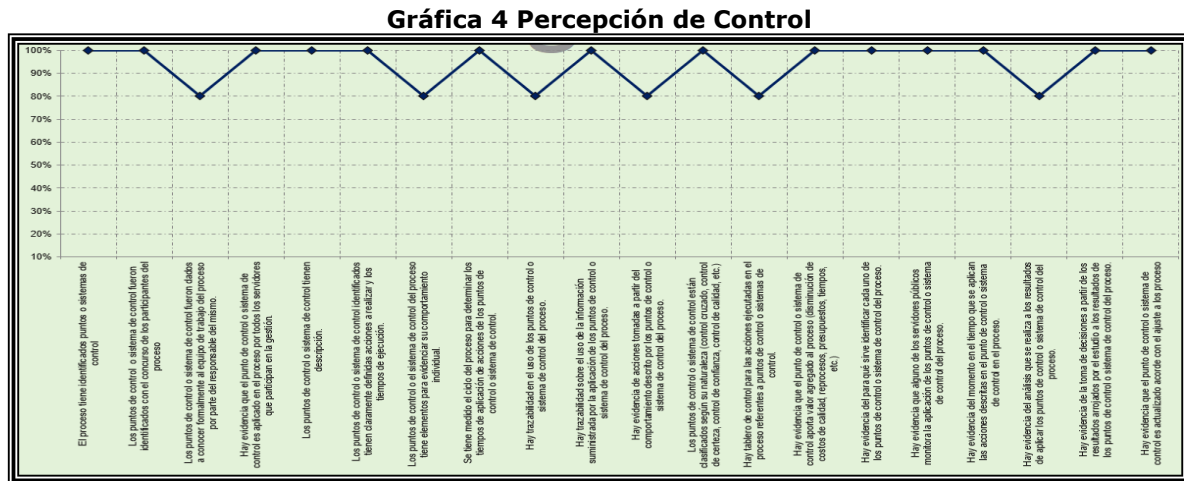 Gráfica 4 Percepción de Control
100%
90%
80%
70%
60%
50%
40%
30%
20%
10%
El proceso tiene identificados puntos o sistemas de
control
Los puntos de control o sistema de control fueron
identificados con el concurso de los participantes del
proceso
Los puntos de control o sistema de control fueron dados
a conocer formalmente al equipo de trabajo del proceso
por parte del responsable del mismo.
Hay evidencia que el punto de control o sistema de
control es aplicado en el proceso por todos los servidores
que participan en la gestión.
Los puntos de control o sistema de control tienen
descripción.
Los puntos de control o sistema de control identificados
tienen claramente definidas acciones a realizar y los
tiempos de ejecución.
Los puntos de control o el sistema de control del proceso
tiene elementos para evidenciar su comportamiento
individual.
Se tiene medido el ciclo del proceso para determinar los
tiempos de aplicación de acciones de los puntos de
control o sistema de control.
Hay trazabilidad en el uso de los puntos de control o
sistema de control del proceso.
Hay trazabilidad sobre el uso de la información
suministrada por la aplicación de los puntos de control o
sistema de control del proceso.
Hay evidencia de acciones tomadas a partir del
comportamiento descrito por los puntos de control o
sistema de control del proceso.
Los puntos de control o sistema de control están
clasificados según su naturaleza (control cruzado, control
de certeza, control de confianza, control de calidad, etc.)
Hay tablero de control para las acciones ejecutadas en el
proceso referentes a puntos de control o sistemas de
control.
Hay evidencia que el punto de control o sistema de
control aporta valor agregado al proceso (disminución de
costos de calidad, reprocesos, presupuestos, tiempos,
etc.)
Hay evidencia del para qué sirve identificar cada uno de
los puntos de control o sistema de control del proceso.
Hay evidencia que alguno de los servidores públicos
monitora la aplicación de los puntos de control o sistema
de control del proceso.
Hay evidencia del momento en el tiempo que se aplican
las acciones descritas en el punto de control o sistema
de control en el proceso.
Hay evidencia del análisis que se realiza a los resultados
de aplicar los puntos de control o sistema de control del
proceso.
Hay evidencia de la toma de decisiones a partir de los
resultados arrojados por el estudio a los resultados de
los puntos de control o sistema de control del proceso.
Hay evidencia que el punto de control o sistema de
control es actualizado acorde con el ajuste a los proceso